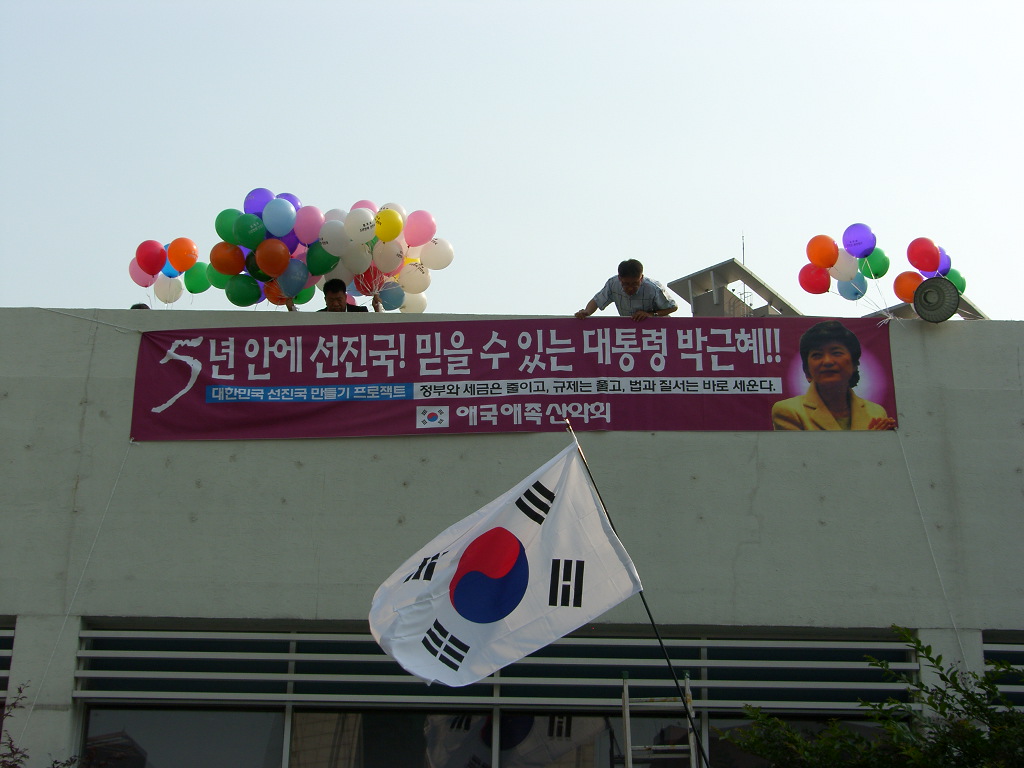 5년 안에 선진국! 믿을 수 있는 대통령 박근혜!!
대한민국 선진국 만들기 프로젝트 정부와 세금은 줄이고, 규제는 풀고, 법과 질서는 바로 세운다.
애국애족산악회